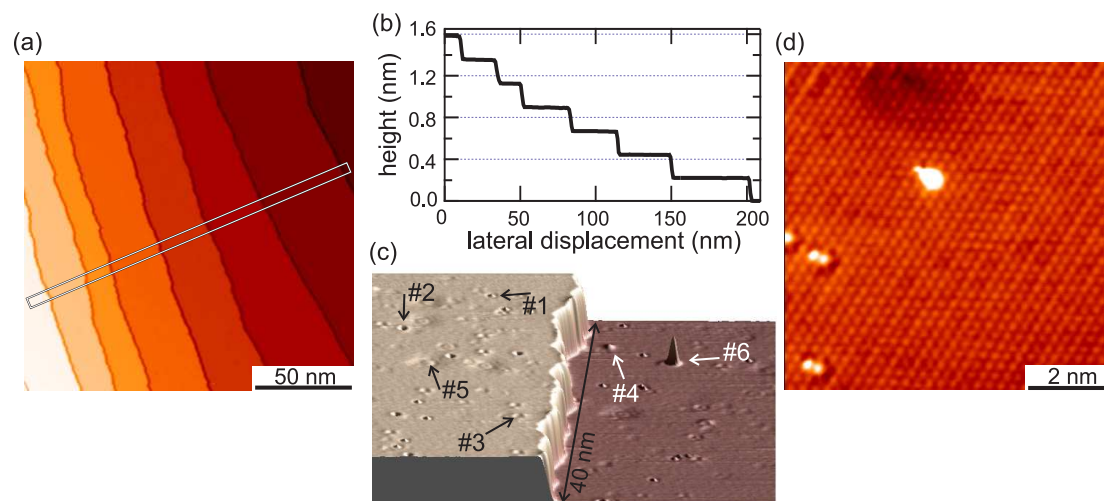 (a)
50 nm
(b)
height (nm)
1.6
1.2
0.8
0.4
0.0
0
50
100
150
200
lateral displacement (nm)
(c)
#2
#1
#5
#3
#4
#6
40 nm
(d)
2 nm